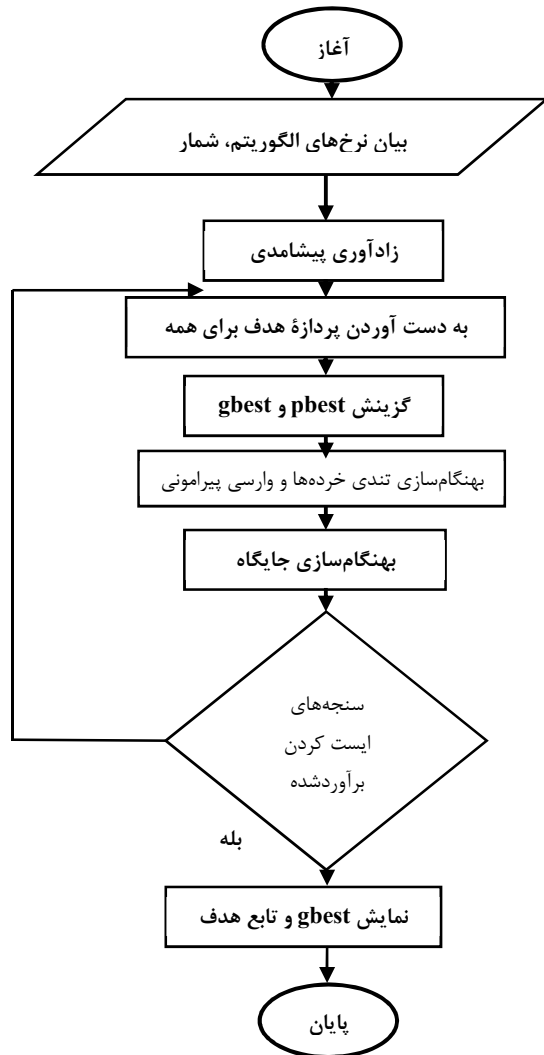 آغاز
بیان نرخ‌های الگوریتم، شمار
زادآوری پیشامدی
به دست آوردن پردازهٔ هدف برای همه
گزینش pbest و gbest
بهنگام‌سازی تندی خرده‌ها و وارسی پیرامونی
بهنگام‌سازی جایگاه
سنجه‌های
ایست کردن
برآوردشده
بله
نمایش gbest و تابع هدف
پایان